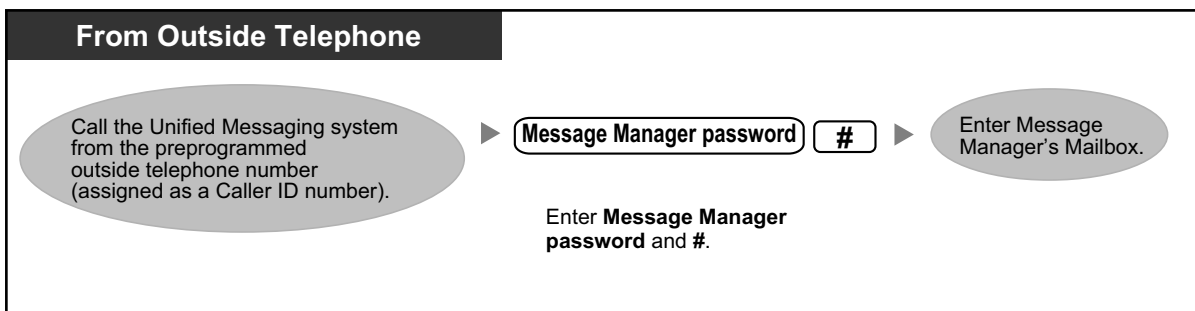 From Outside Telephone
Call the Unified Messaging system
from the preprogrammed
outside telephone number
(assigned as a Caller ID number).
Message Manager password #
Enter Message Manager
password and #.
Enter Message
Manager's Mailbox.